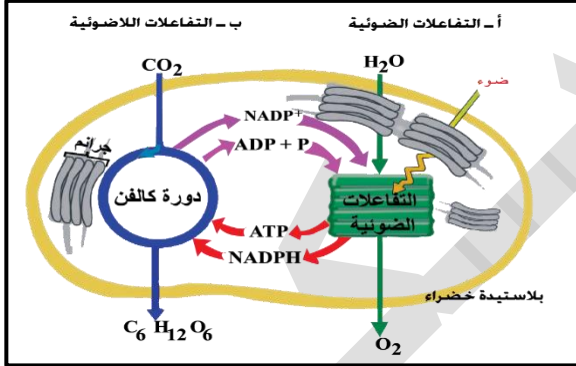 أ ـ التفاعلات الضوئية
ب ـ التفاعلات اللاضوئية
H2O
CO2
ضوء
NADP+
ADP + P
جرانم
دورة كالفن
التفاعلات
الضوئية
ATP
NADPH
بلاستيدة خضراء
C6 H12 O6
O2